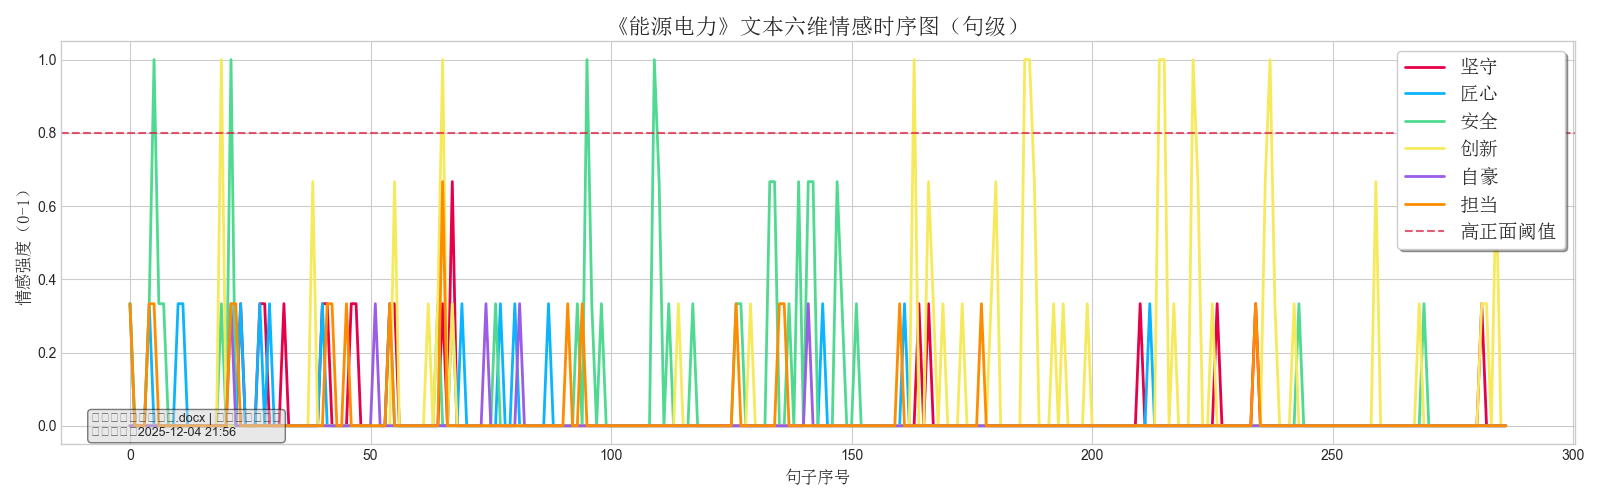 《能源电力》文本六维情感时序图（句级）
情感强度（0-1）
1.0
0.8
0.6
0.4
0.2
0.0
坚守
匠心
安全
创新
自豪
担当
高正面阈值
.docx |
2025-12-04 21:56
0
50
100
150
200
250
300
句子序号